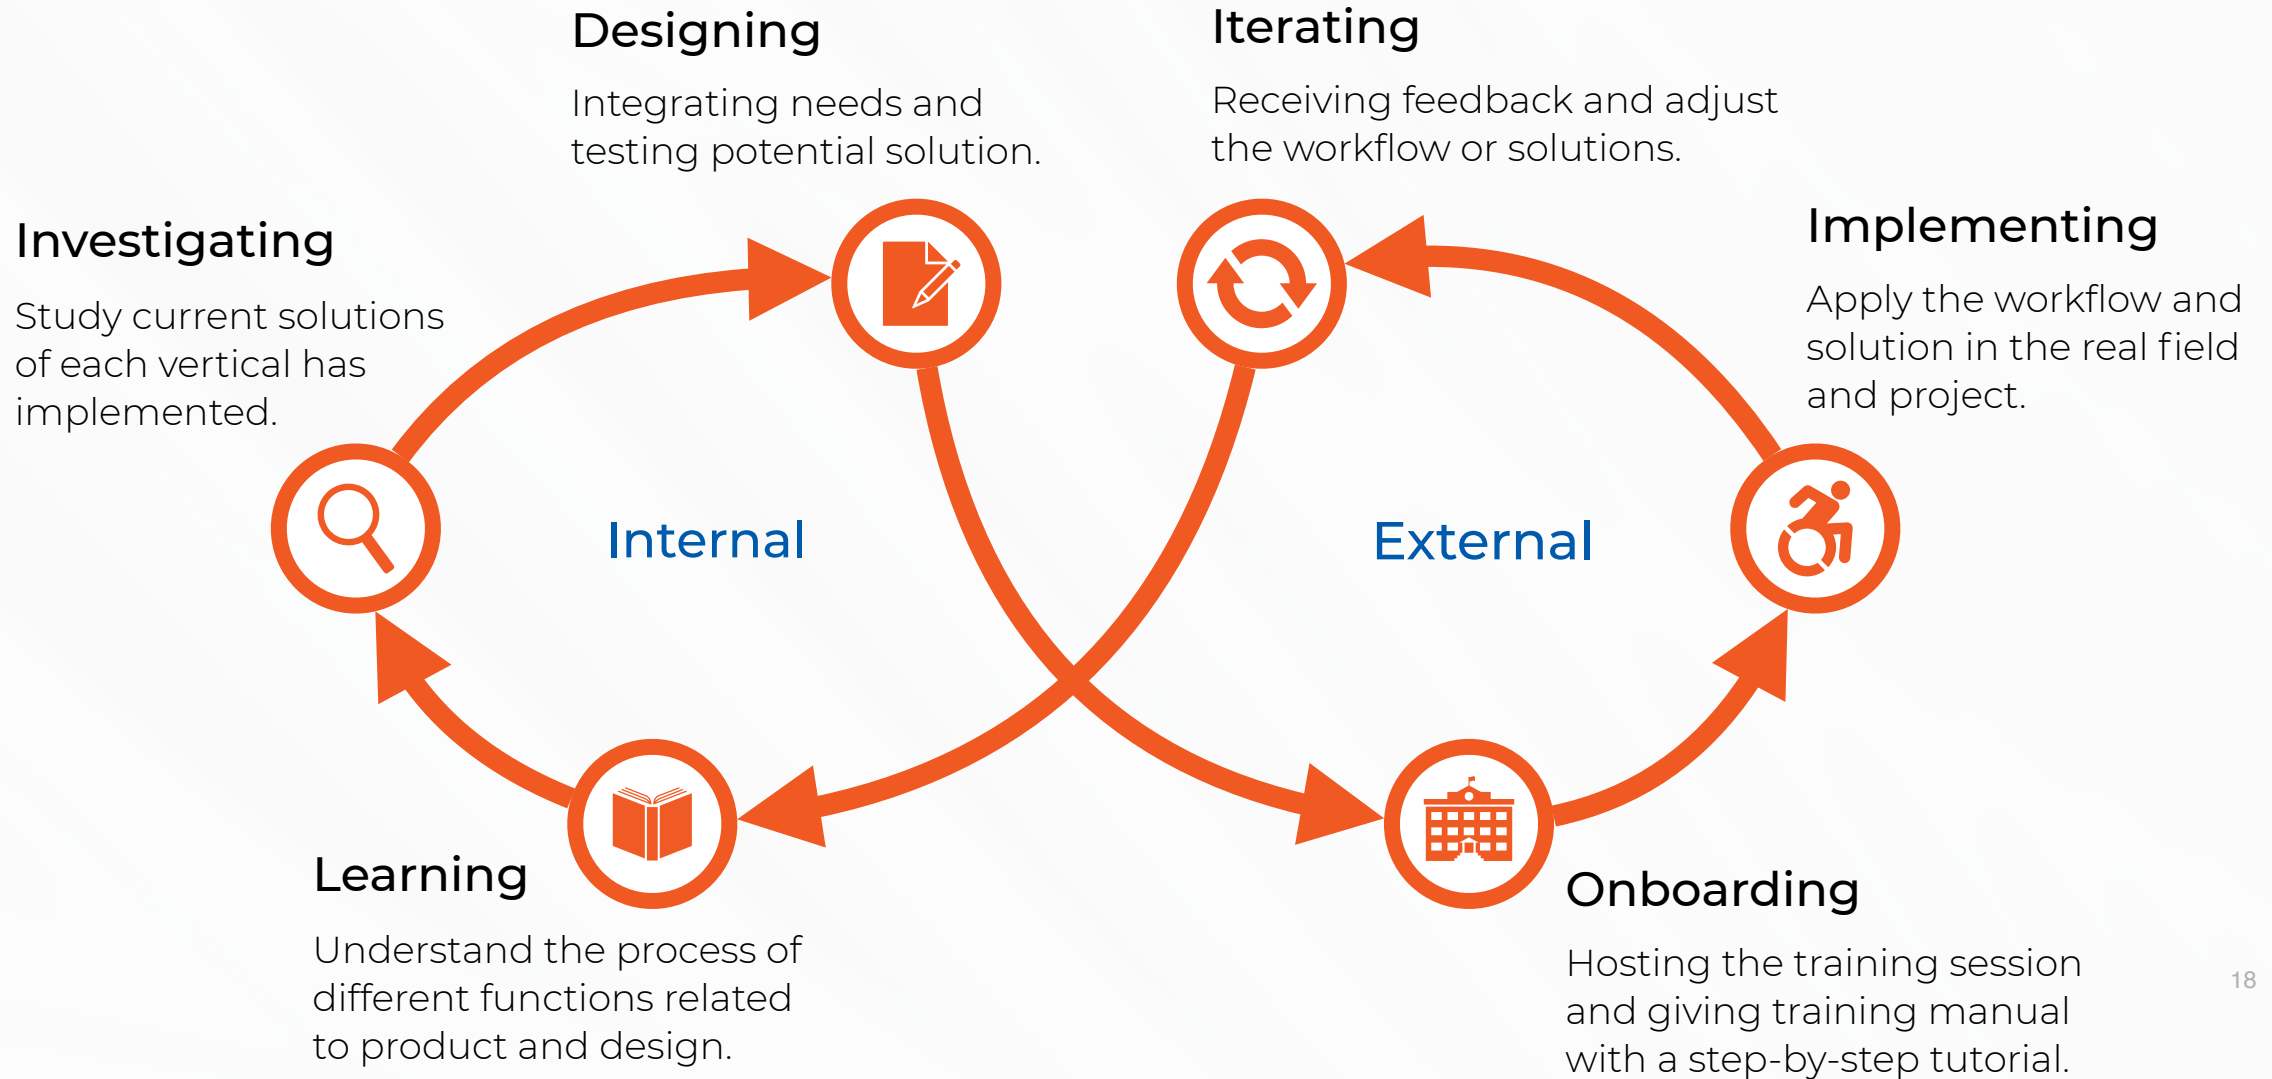 Designing
Integrating needs and
testing potential solution.
Iterating
Receiving feedback and adjust
the workflow or solutions.
Investigating
Study current solutions
of each vertical has
implemented.
Implementing
Apply the workflow and
solution in the real field
and project.
Internal
External
Learning
Understand the process of
different functions related
to product and design.
Onboarding
Hosting the training session
and giving training manual
with a step-by-step tutorial.
18